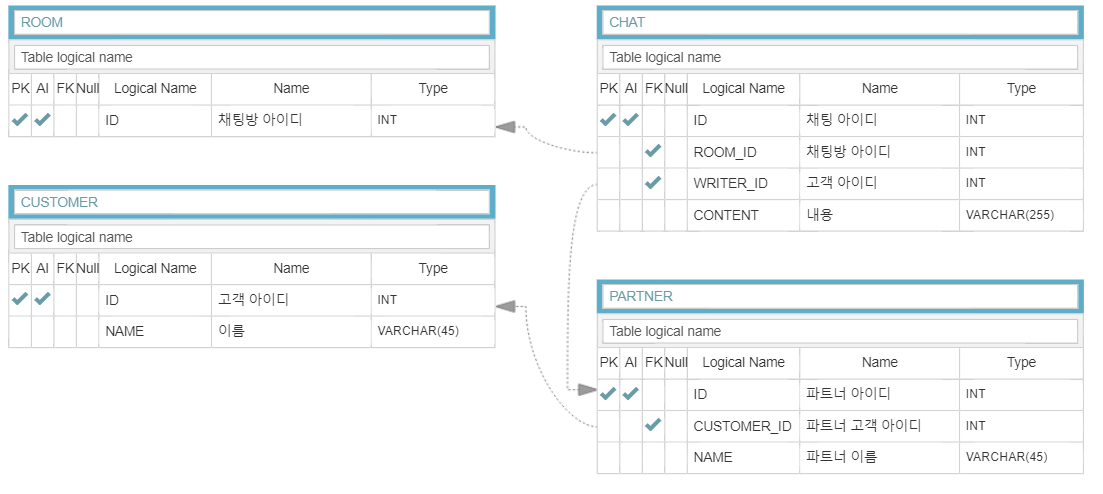 ROOM
Table logical name
PK AI FK Null Logical Name Name Type
ID 채팅방 아이디 INT
CUSTOMER
Table logical name
PK AI FK Null Logical Name Name Type
ID 고객 아이디 INT
NAME 이름 VARCHAR(45)
CHAT
Table logical name
PK AI FK Null Logical Name Name Type
ID 채팅 아이디 INT
ROOM_ID 채팅방 아이디 INT
WRITER_ID 고객 아이디 INT
CONTENT 내용 VARCHAR(255)
PARTNER
Table logical name
PK AI FK Null Logical Name Name Type
ID 파트너 아이디 INT
CUSTOMER_ID 파트너 고객 아이디 INT
NAME 파트너 이름 VARCHAR(45)